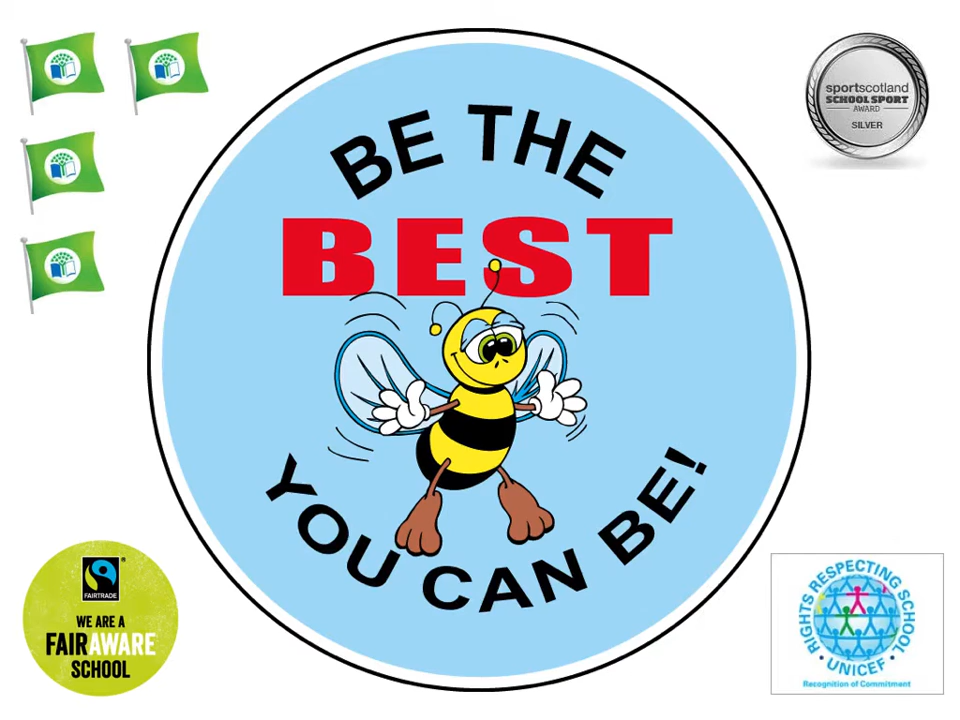 BE THE
BEST
YOU CAN BE!
sportscotland
SCHOOL SPORT
AWARD
SILVER
FAIRTRADE
WE ARE A
FAIRAWARE
SCHOOL
RIGHTS RESPECTING SCHOOL
• UNICEF •
Recognition of Commitment